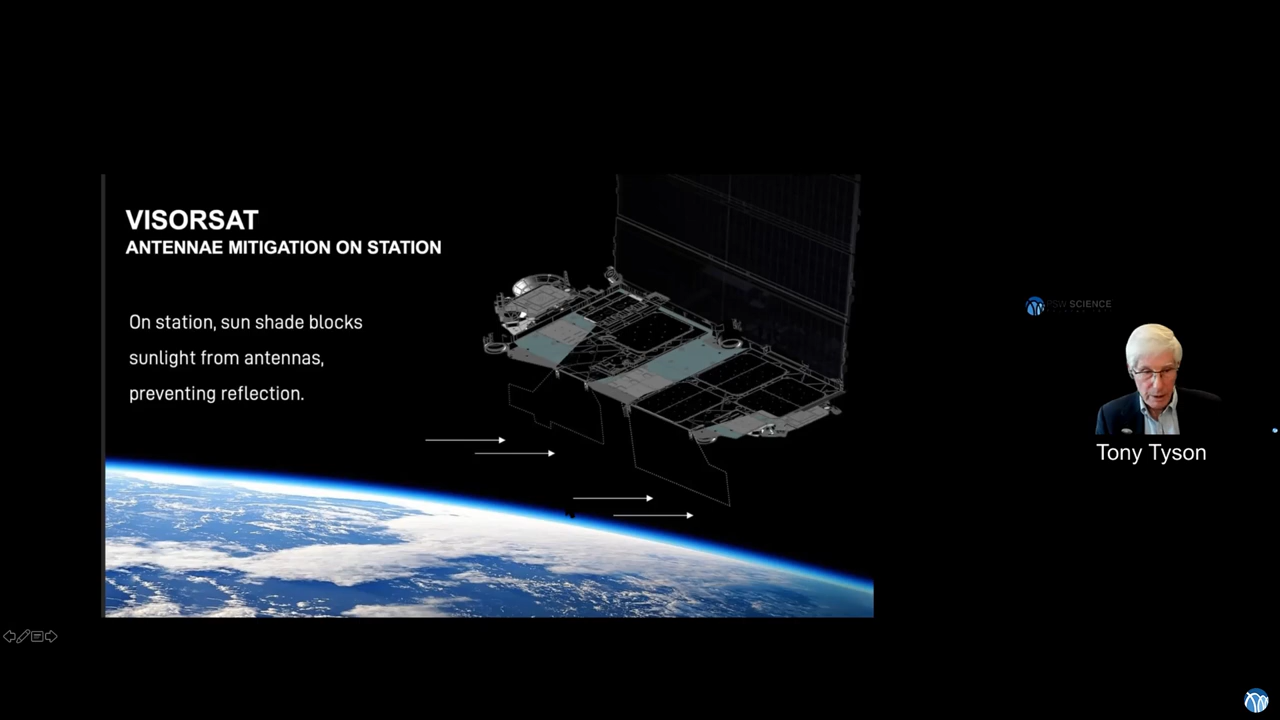 VISORSAT
ANTENNAE MITIGATION ON STATION
On station, sun shade blocks
sunlight from antennas,
preventing reflection.
PSW SCIENCE
Tony Tyson